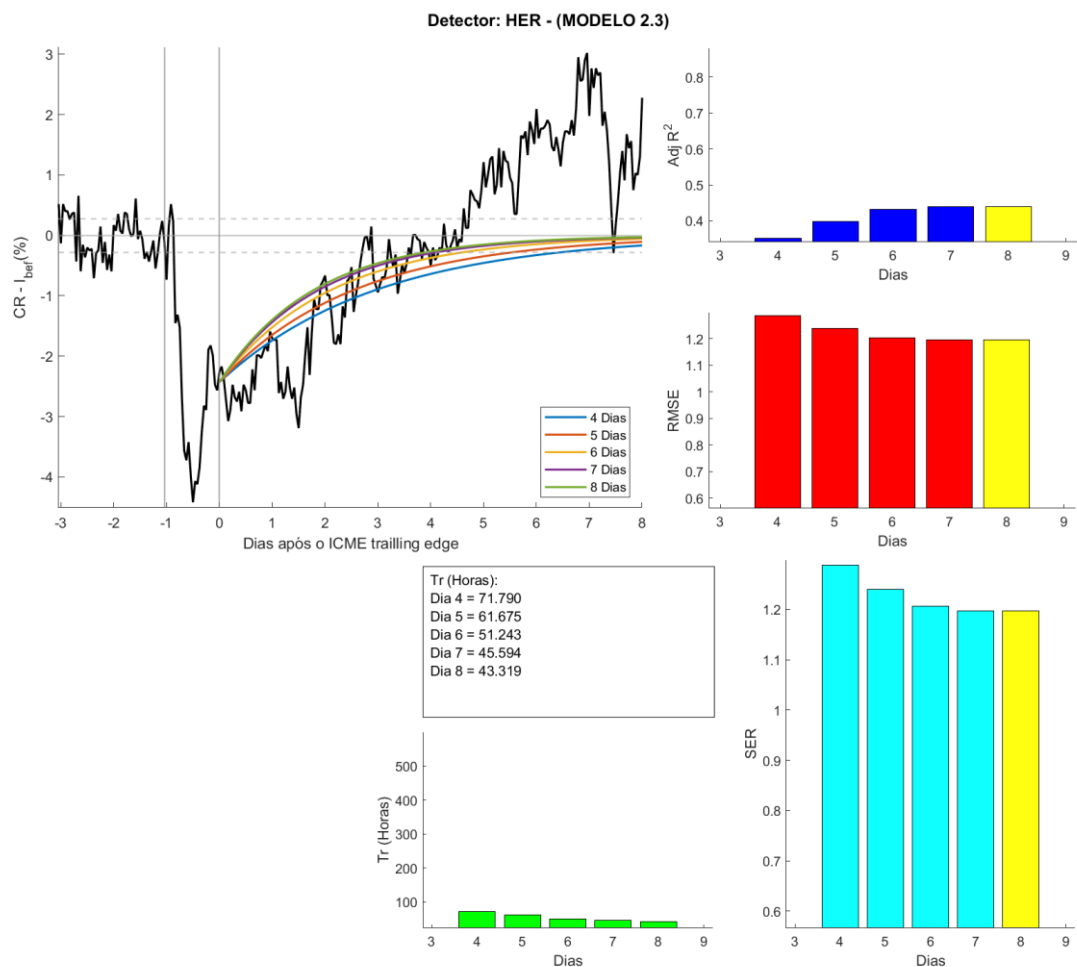 Detector: HER - (MODELO 2.3)
CR - I_bef(%)
3
2
1
0
-1
-2
-3
-4
-3 -2 -1 0 1 2 3 4 5 6 7 8
Dias após o ICME trailling edge
4 Dias
5 Dias
6 Dias
7 Dias
8 Dias
Adj R²
0.8
0.7
0.6
0.5
0.4
3 4 5 6 7 8 9
Dias
RMSE
1.2
1.1
1
0.9
0.8
0.7
0.6
3 4 5 6 7 8 9
Dias
Tr (Horas):
Dia 4 = 71.790
Dia 5 = 61.675
Dia 6 = 51.243
Dia 7 = 45.594
Dia 8 = 43.319
Tr (Horas)
500
400
300
200
100
3 4 5 6 7 8 9
Dias
SER
1.2
1.1
1
0.9
0.8
0.7
0.6
3 4 5 6 7 8 9
Dias